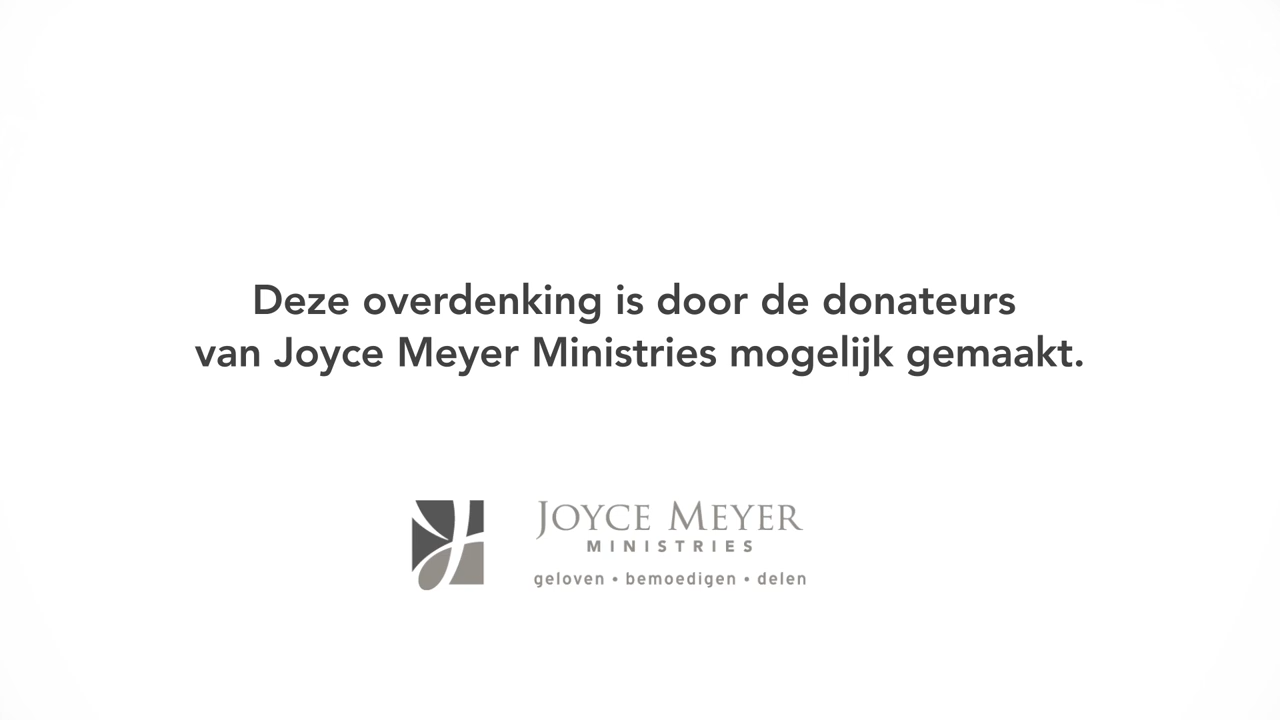 Deze overdenking is door de donateurs
van Joyce Meyer Ministries mogelijk gemaakt.
JOYCE MEYER
MINISTRIES
geloven • bemoedigen • delen